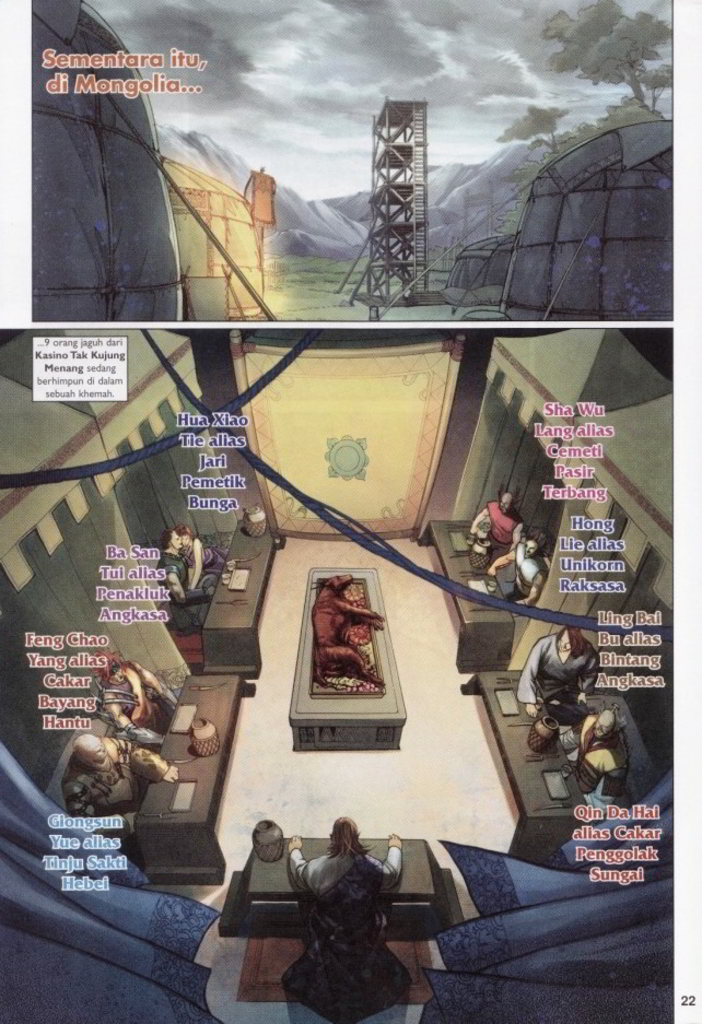 Sementara itu,
di Mongolia...
...9 orang jaguh dari
Kasino Tak Kujung
Menang sedang
berhimpun di dalam
sebuah khemah.
Hua Xiao
Tie alias
Jari
Pemetik
Bunga
Sha Wu
Lang alias
Cemeti
Pasir
Terbang
Ba San
Tui alias
Penakluk
Angkasa
Hong
Lie alias
Unikorn
Raksasa
Feng Chao
Yang alias
Cakar
Bayang
Hantu
Ling Bai
Bu alias
Bintang
Angkasa
Giongsun
Yue alias
Tinju Sakti
Hebei
Qin Da Hai
alias Cakar
Penggolak
Sungai
22